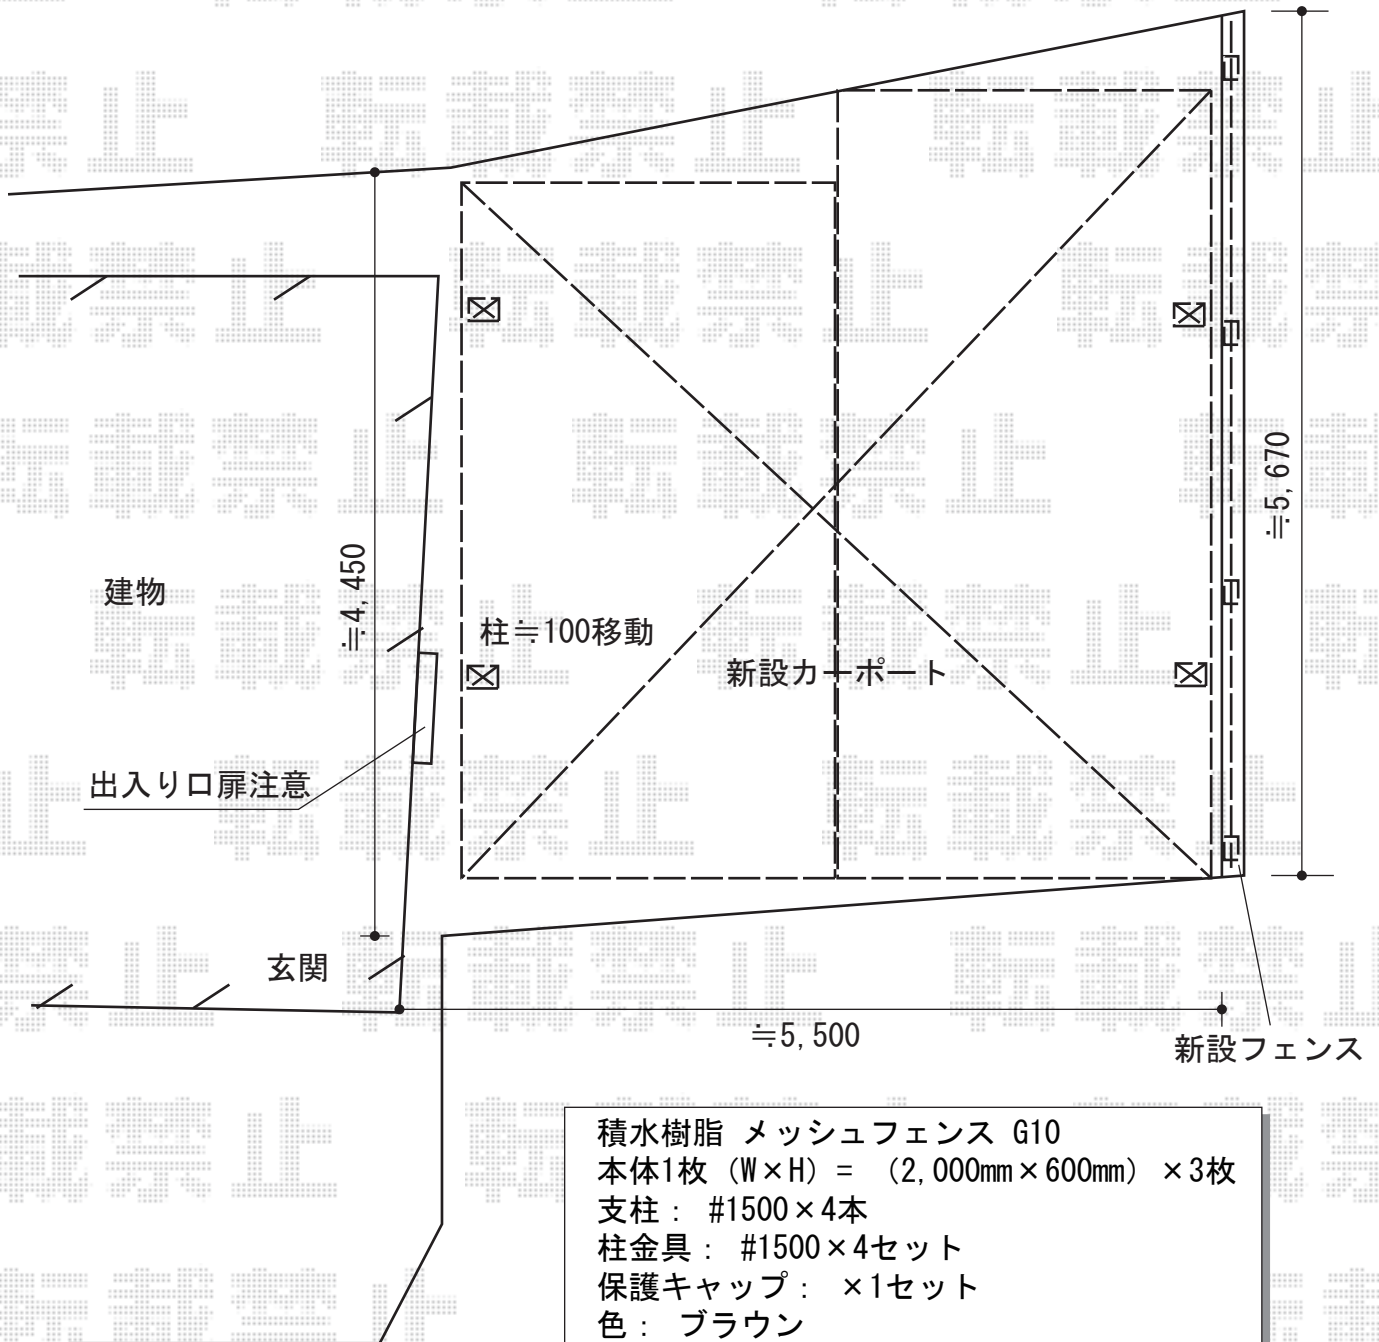 ≒5,670
≒4,450
建物
柱≒100移動
新設カーポート
出入り口扉注意
玄関
≒5,500
新設フェンス
積水樹脂 メッシュフェンス G10
本体1枚 (W×H) = (2,000mm×600mm) ×3枚
支柱: #1500×4本
柱金具: #1500×4セット
保護キャップ: ×1セット
色: ブラウン
転載禁止